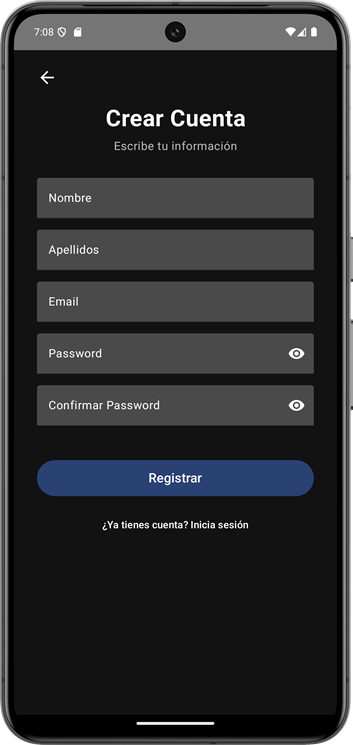 7:08
Crear Cuenta
Escribe tu información
Nombre
Apellidos
Email
Password
Confirmar Password
Registrar
¿Ya tienes cuenta? Inicia sesión